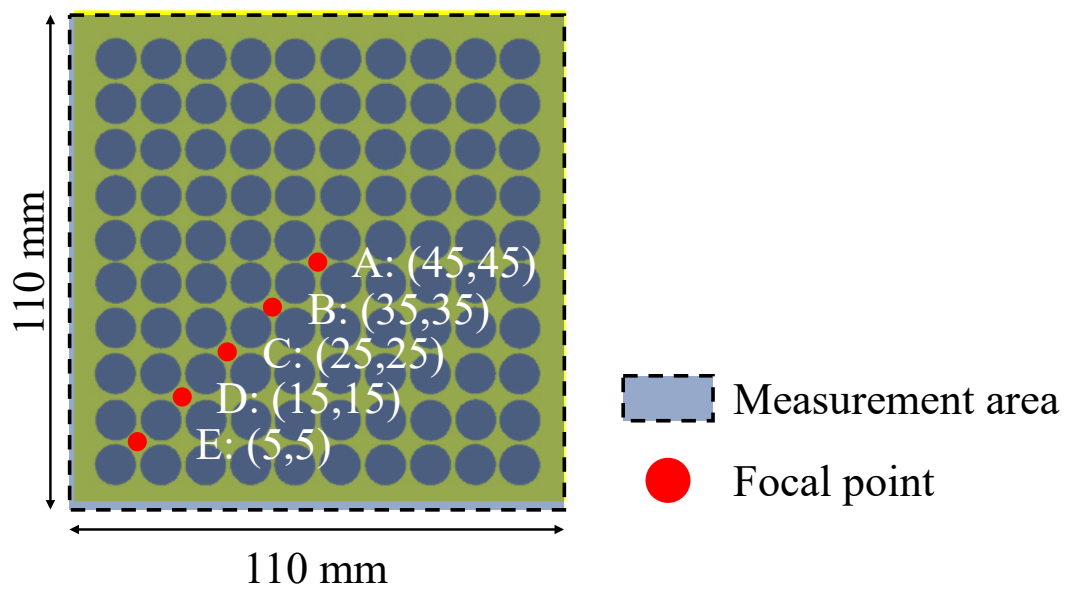 110 mm
A: (45,45)
B: (35,35)
C: (25,25)
D: (15,15)
E: (5,5)
110 mm
Measurement area
Focal point